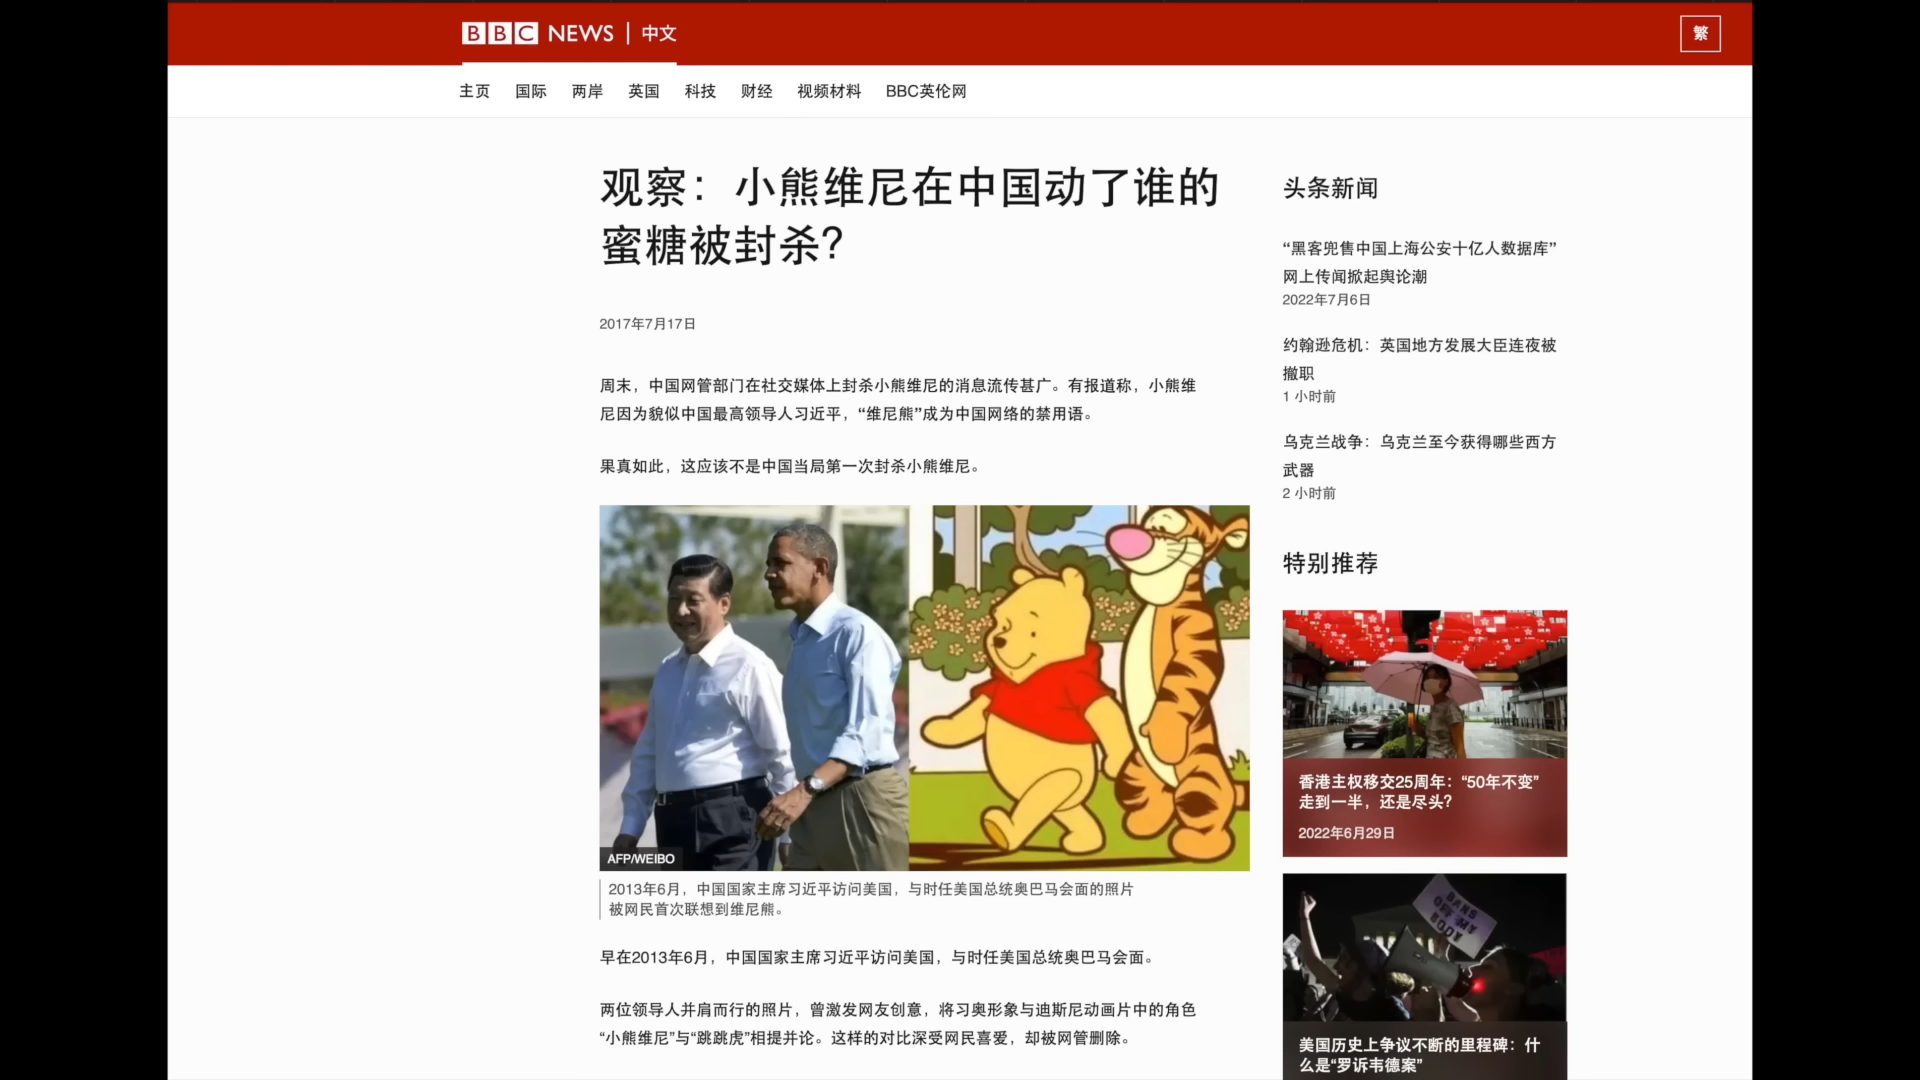 BBC NEWS | 中文
繁
主页 国际 两岸 英国 科技 财经 视频材料 BBC英伦网
观察：小熊维尼在中国动了谁的
蜜糖被封杀？
2017年7月17日
周末，中国网管部门在社交媒体上封杀小熊维尼的消息流传甚广。有报道称，小熊维
尼因为貌似中国最高领导人习近平，“维尼熊”成为中国网络的禁用语。
果真如此，这应该不是中国当局第一次封杀小熊维尼。
AFP/WEIBO
2013年6月，中国国家主席习近平访问美国，与时任美国总统奥巴马会面的照片
被网民首次联想到维尼熊。
早在2013年6月，中国国家主席习近平访问美国，与时任美国总统奥巴马会面。
两位领导人并肩而行的照片，曾激发网友创意，将习奥形象与迪斯尼动画片中的角色
“小熊维尼”与“跳跳虎”相提并论。这样的对比深受网民喜爱，却被网管删除。
头条新闻
“黑客兜售中国上海公安十亿人数据库”
网上传闻掀起舆论潮
2022年7月6日
约翰逊危机：英国地方发展大臣连夜被
撤职
1 小时前
乌克兰战争：乌克兰至今获得哪些西方
武器
2 小时前
特别推荐
香港主权移交25周年：“50年不变”
走到一半，还是尽头？
2022年6月29日
BANS
OFF MY
BODY
美国历史上争议不断的里程碑：什
么是“罗诉韦德案”